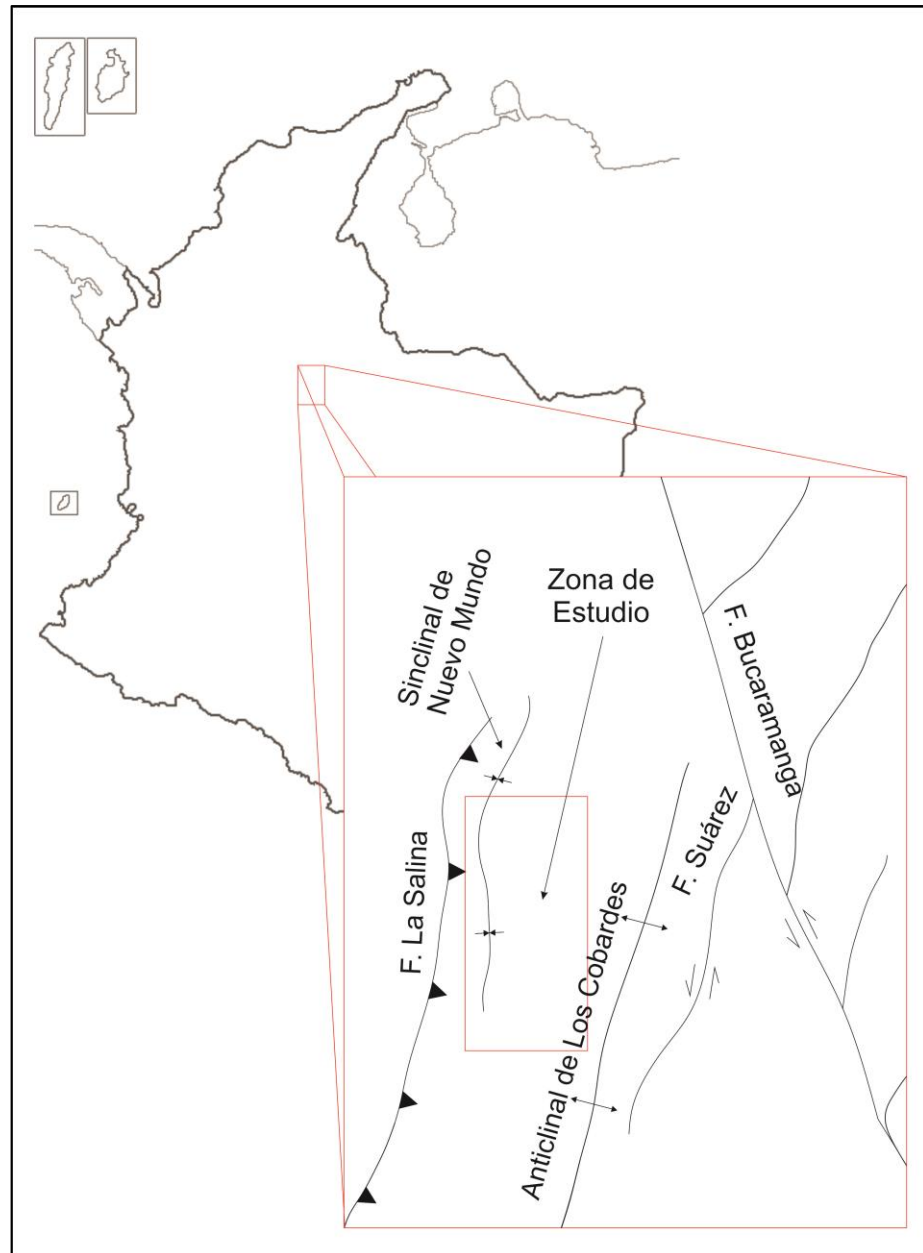 Sinclinal de
Nuevo Mundo
Zona de
Estudio
F. Bucaramanga
F. La Salina
Anticlinal de Los Cobardes
F. Suárez